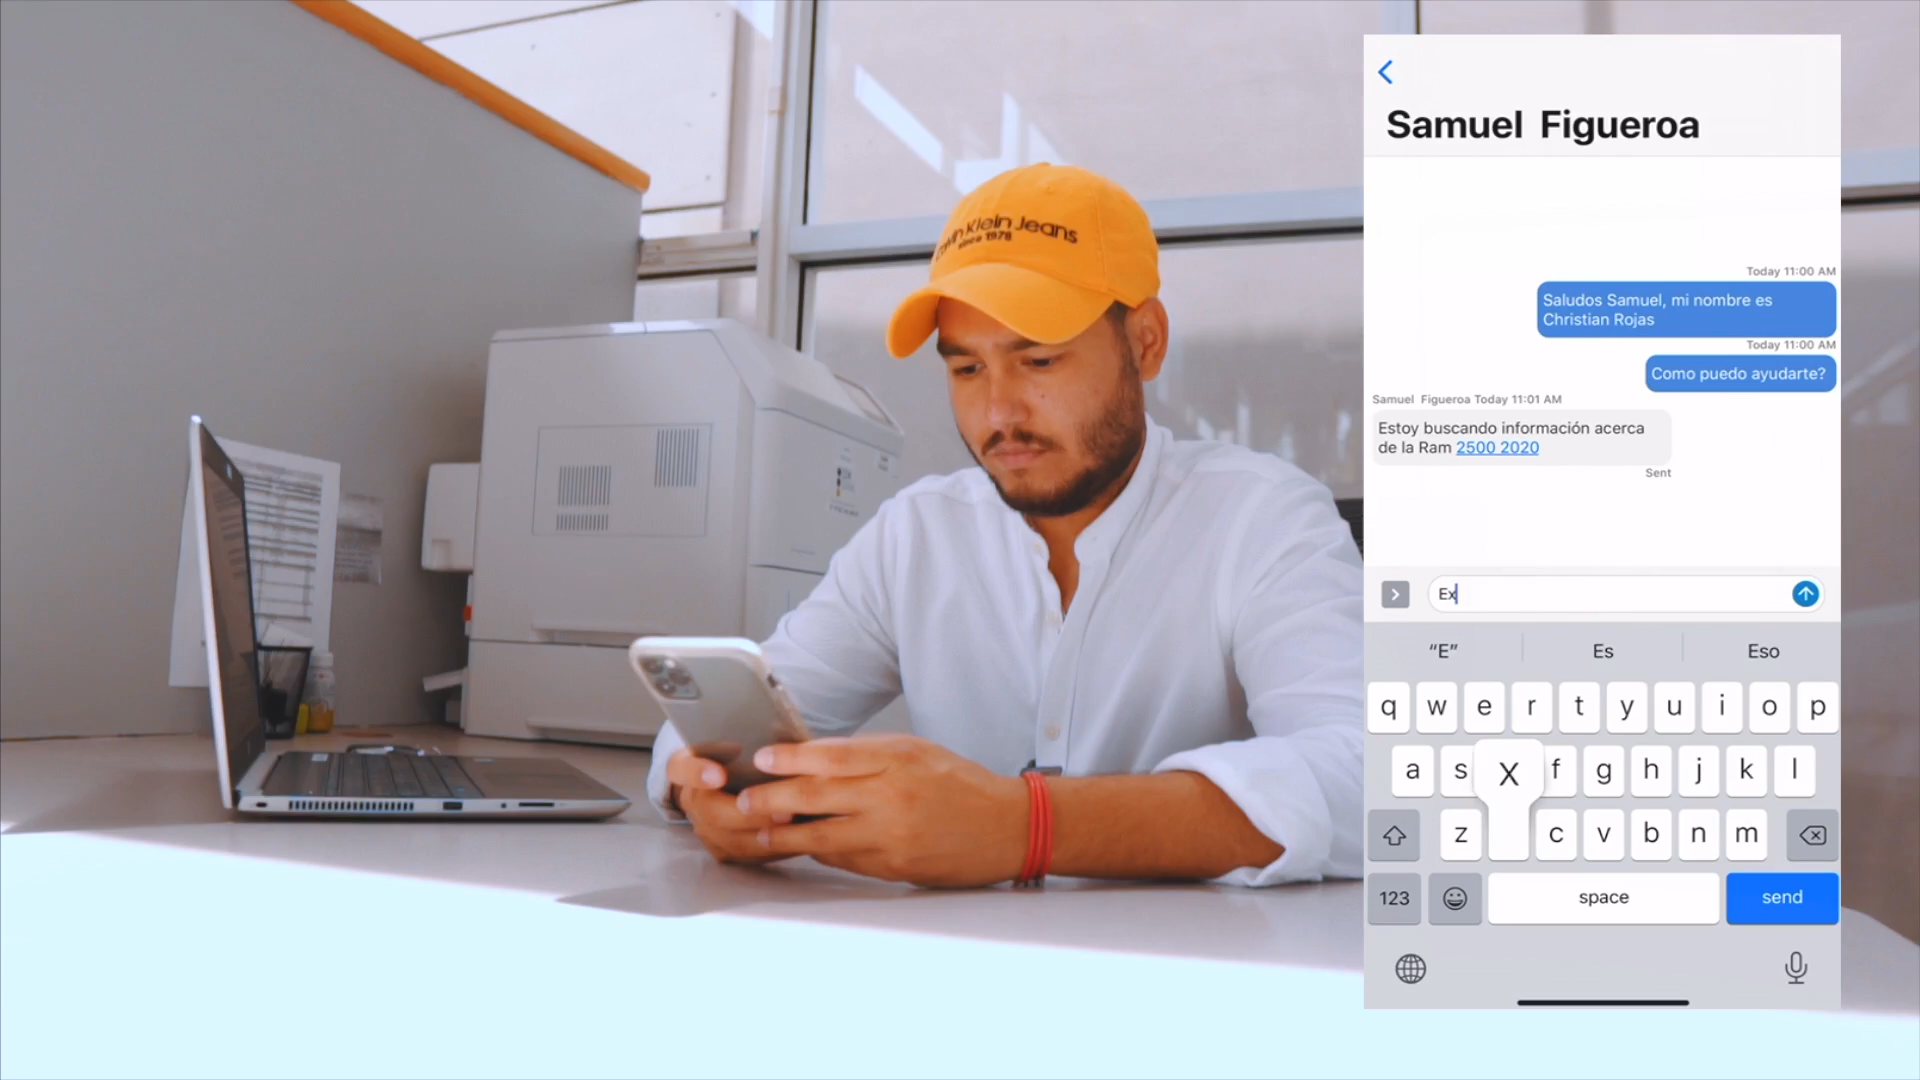 Klein Jeans
since 1978
Samuel Figueroa
Today 11:00 AM
Saludos Samuel, mi nombre es
Christian Rojas
Today 11:00 AM
Como puedo ayudarte?
Samuel Figueroa Today 11:01 AM
Estoy buscando información acerca
de la Ram 2500 2020
Sent
Ex
“E” Es Eso
q w e r t y u i o p
a s X f g h j k l
z c v b n m
123 space send